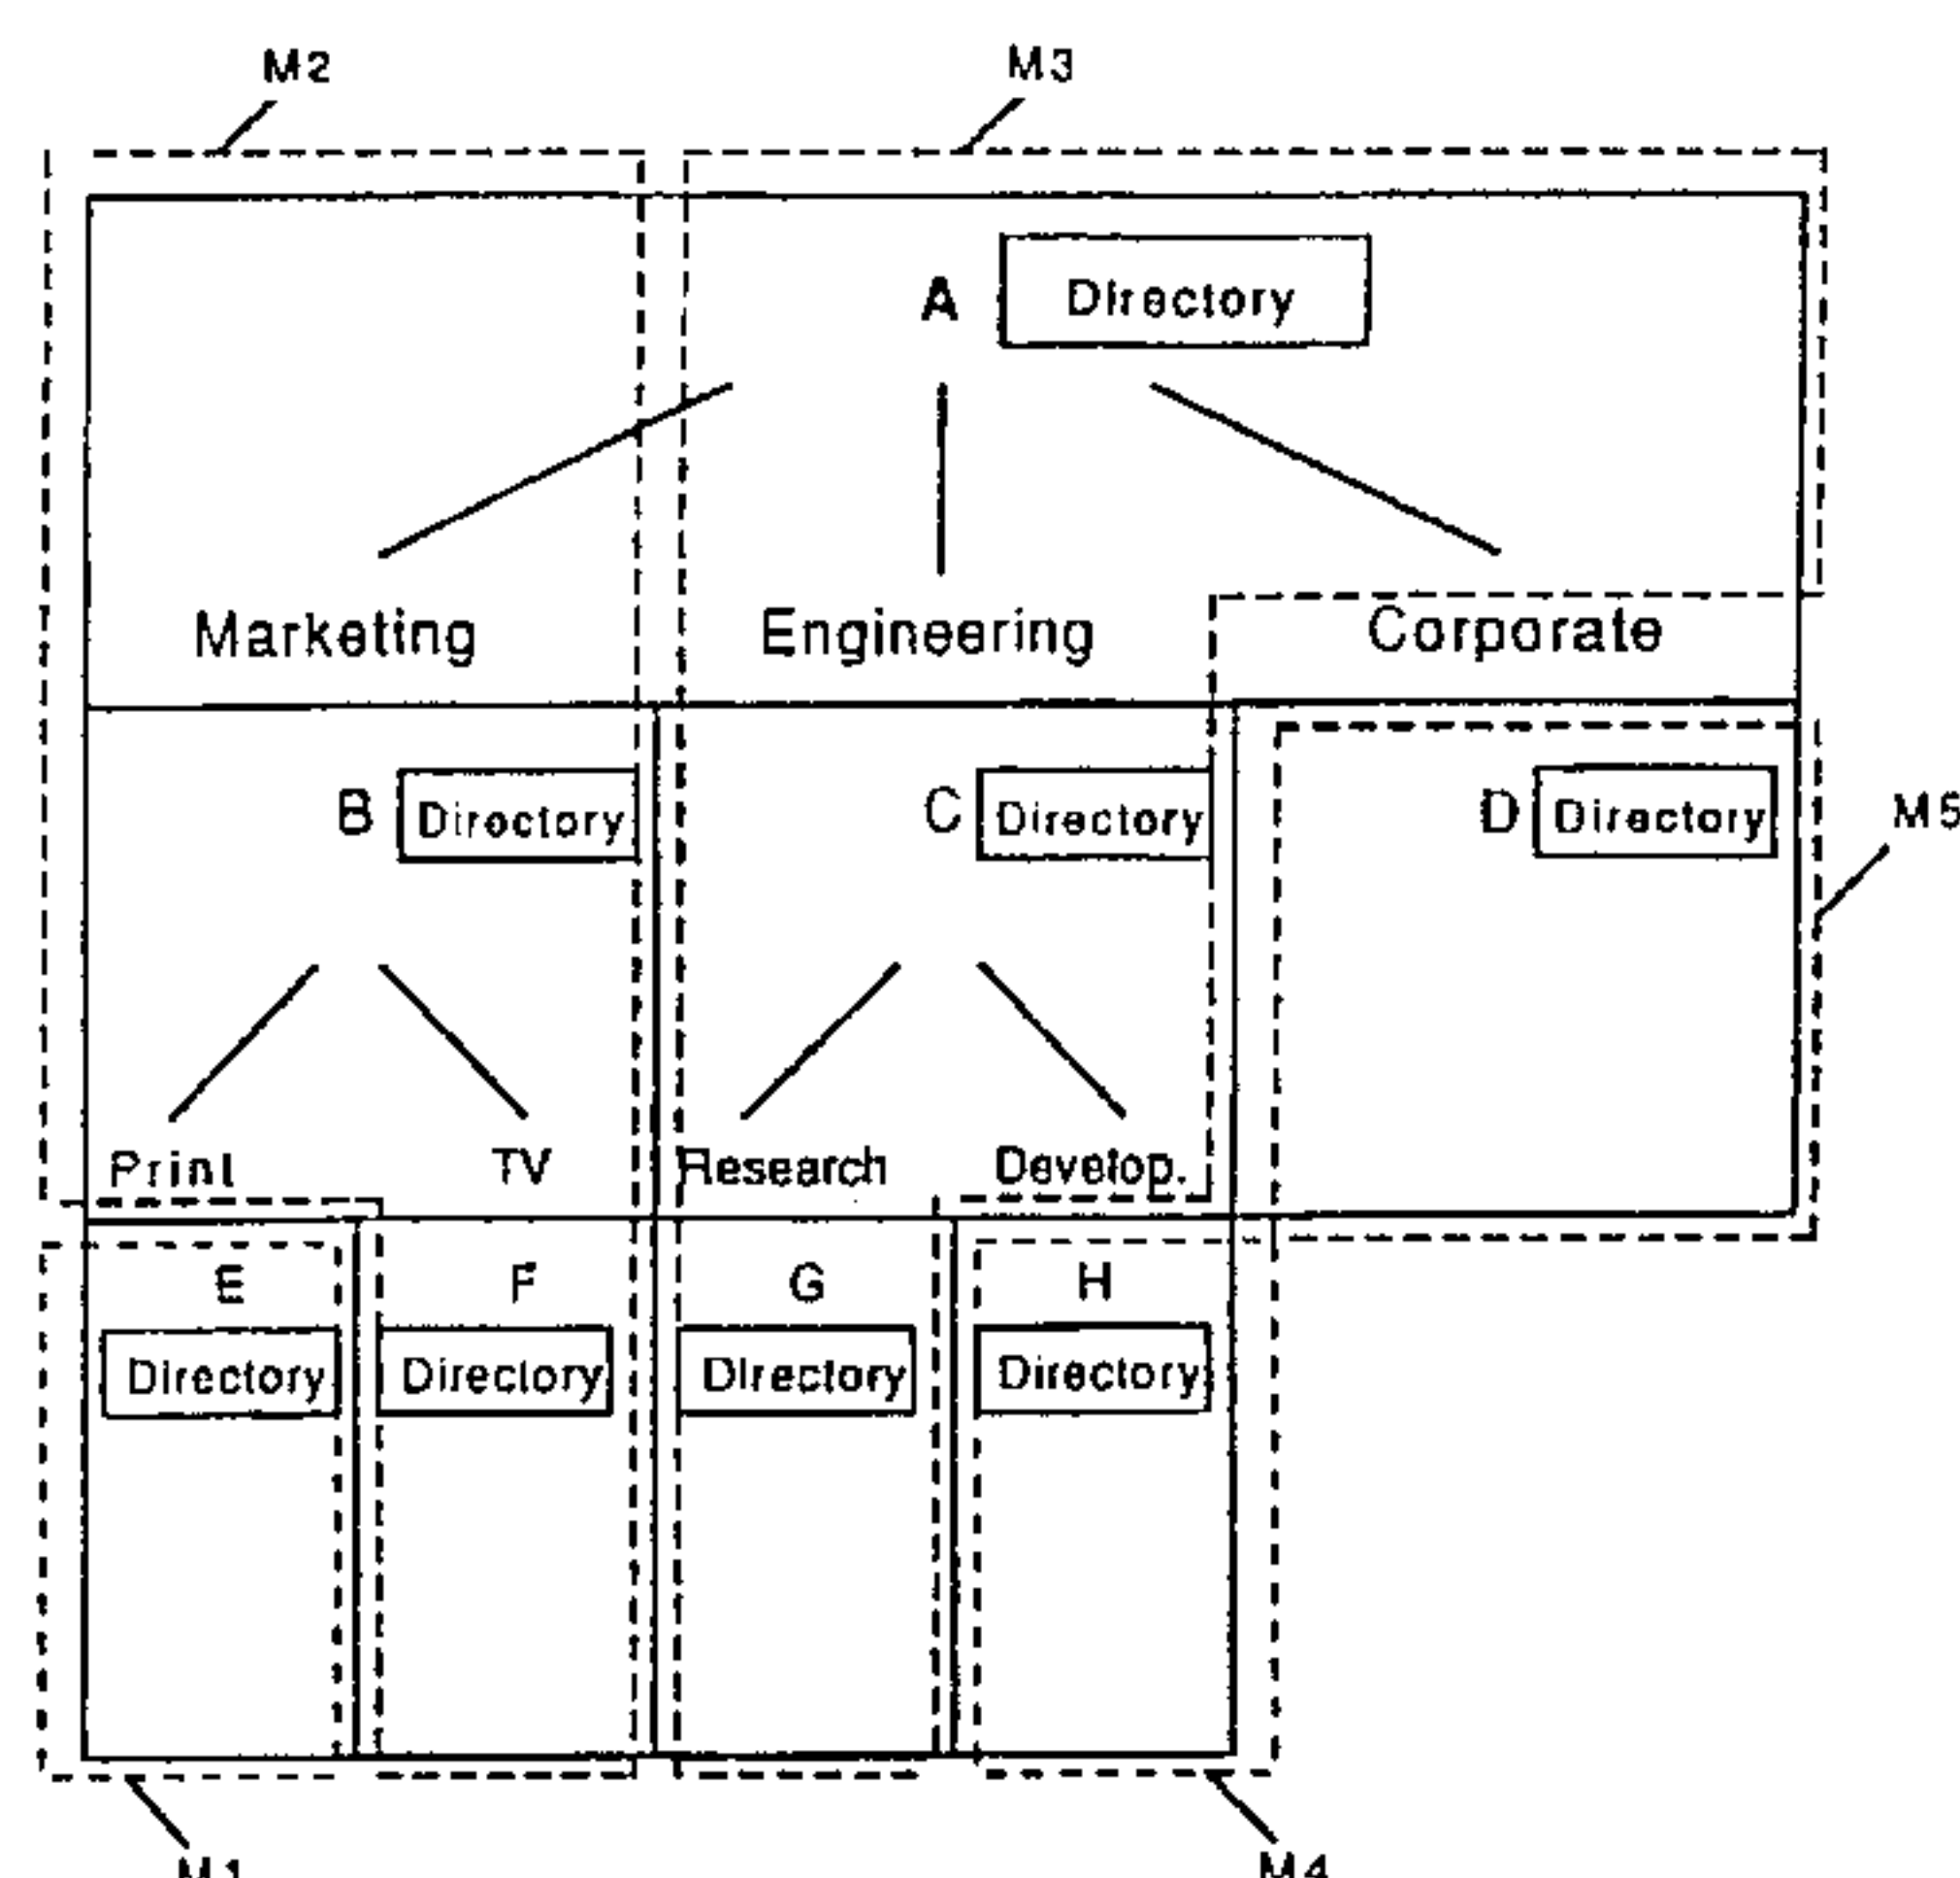 M2 M3
A Directory
Marketing Engineering Corporate
B Directory C Directory D Directory M5
Print TV Research Develop.
E F G H
Directory Directory Directory Directory
M1 M4